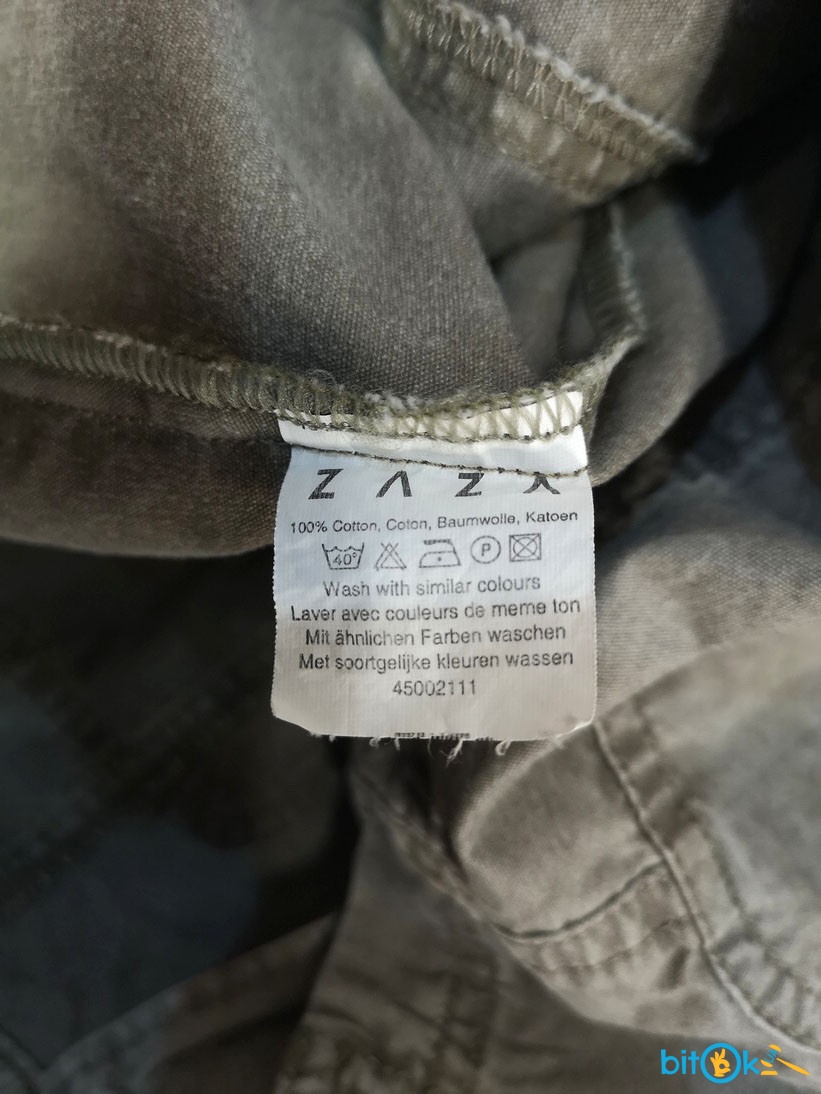 100% Cotton, Coton, Baumwolle, Katoen
40°
P
Wash with similar colours
Laver avec couleurs de meme ton
Mit ähnlichen Farben waschen
Met soortgelijke kleuren wassen
45002111
bitOk